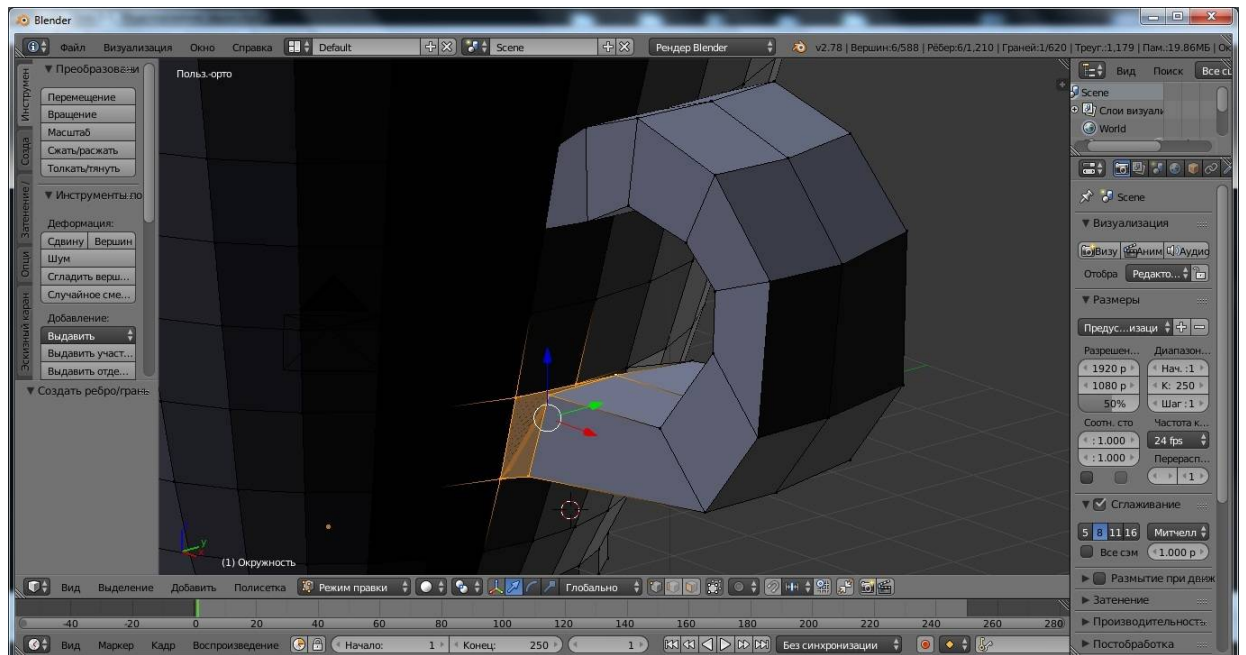 Blender
Файл Визуализация Окно Справка Default Scene Рендер Blender v2.78 | Вершин:6/588 | Рёбер:6/1,210 | Граней:1/620 | Треуг.:1,179 | Пам.:19.86МБ | Ок
Инструмен
Созда
Затенение /
Опци
Эскизный каран
Преобразовани
Перемещение
Вращение
Масштаб
Сжать/расжать
Толкать/тянуть
Инструменты по
Деформация:
Сдвину Вершин
Шум
Сгладить верш...
Случайное сме...
Добавление:
Выдавить
Выдавить участ...
Выдавить отде...
Создать ребро/грань
Польз.-орто
z
y
x
(1) Окружность
Вид Поиск Все сц
Scene
Слои визуали
World
Scene
Визуализация
Визу Аним Аудио
Отобра Редакто...
Размеры
Предус...изаци
Разрешен... Диапазон...
1920 p Нач. :1
1080 p К: 250
50% Шаг :1
Соотн. сто Частота к...
: 1.000 24 fps
: 1.000 Перерасп...
1
Сглаживание
5 8 11 16 Митчелл
Все сэм 1.000 p
Размытие при движ
Затенение
Производительность
Постобработка
Вид Выделение Добавить Полисетка Режим правки Глобально
-40 -20 0 20 40 60 80 100 120 140 160 180 200 220 240 260 280
Вид Маркер Кадр Воспроизведение Начало: 1 Конец: 250 1 Без синхронизации